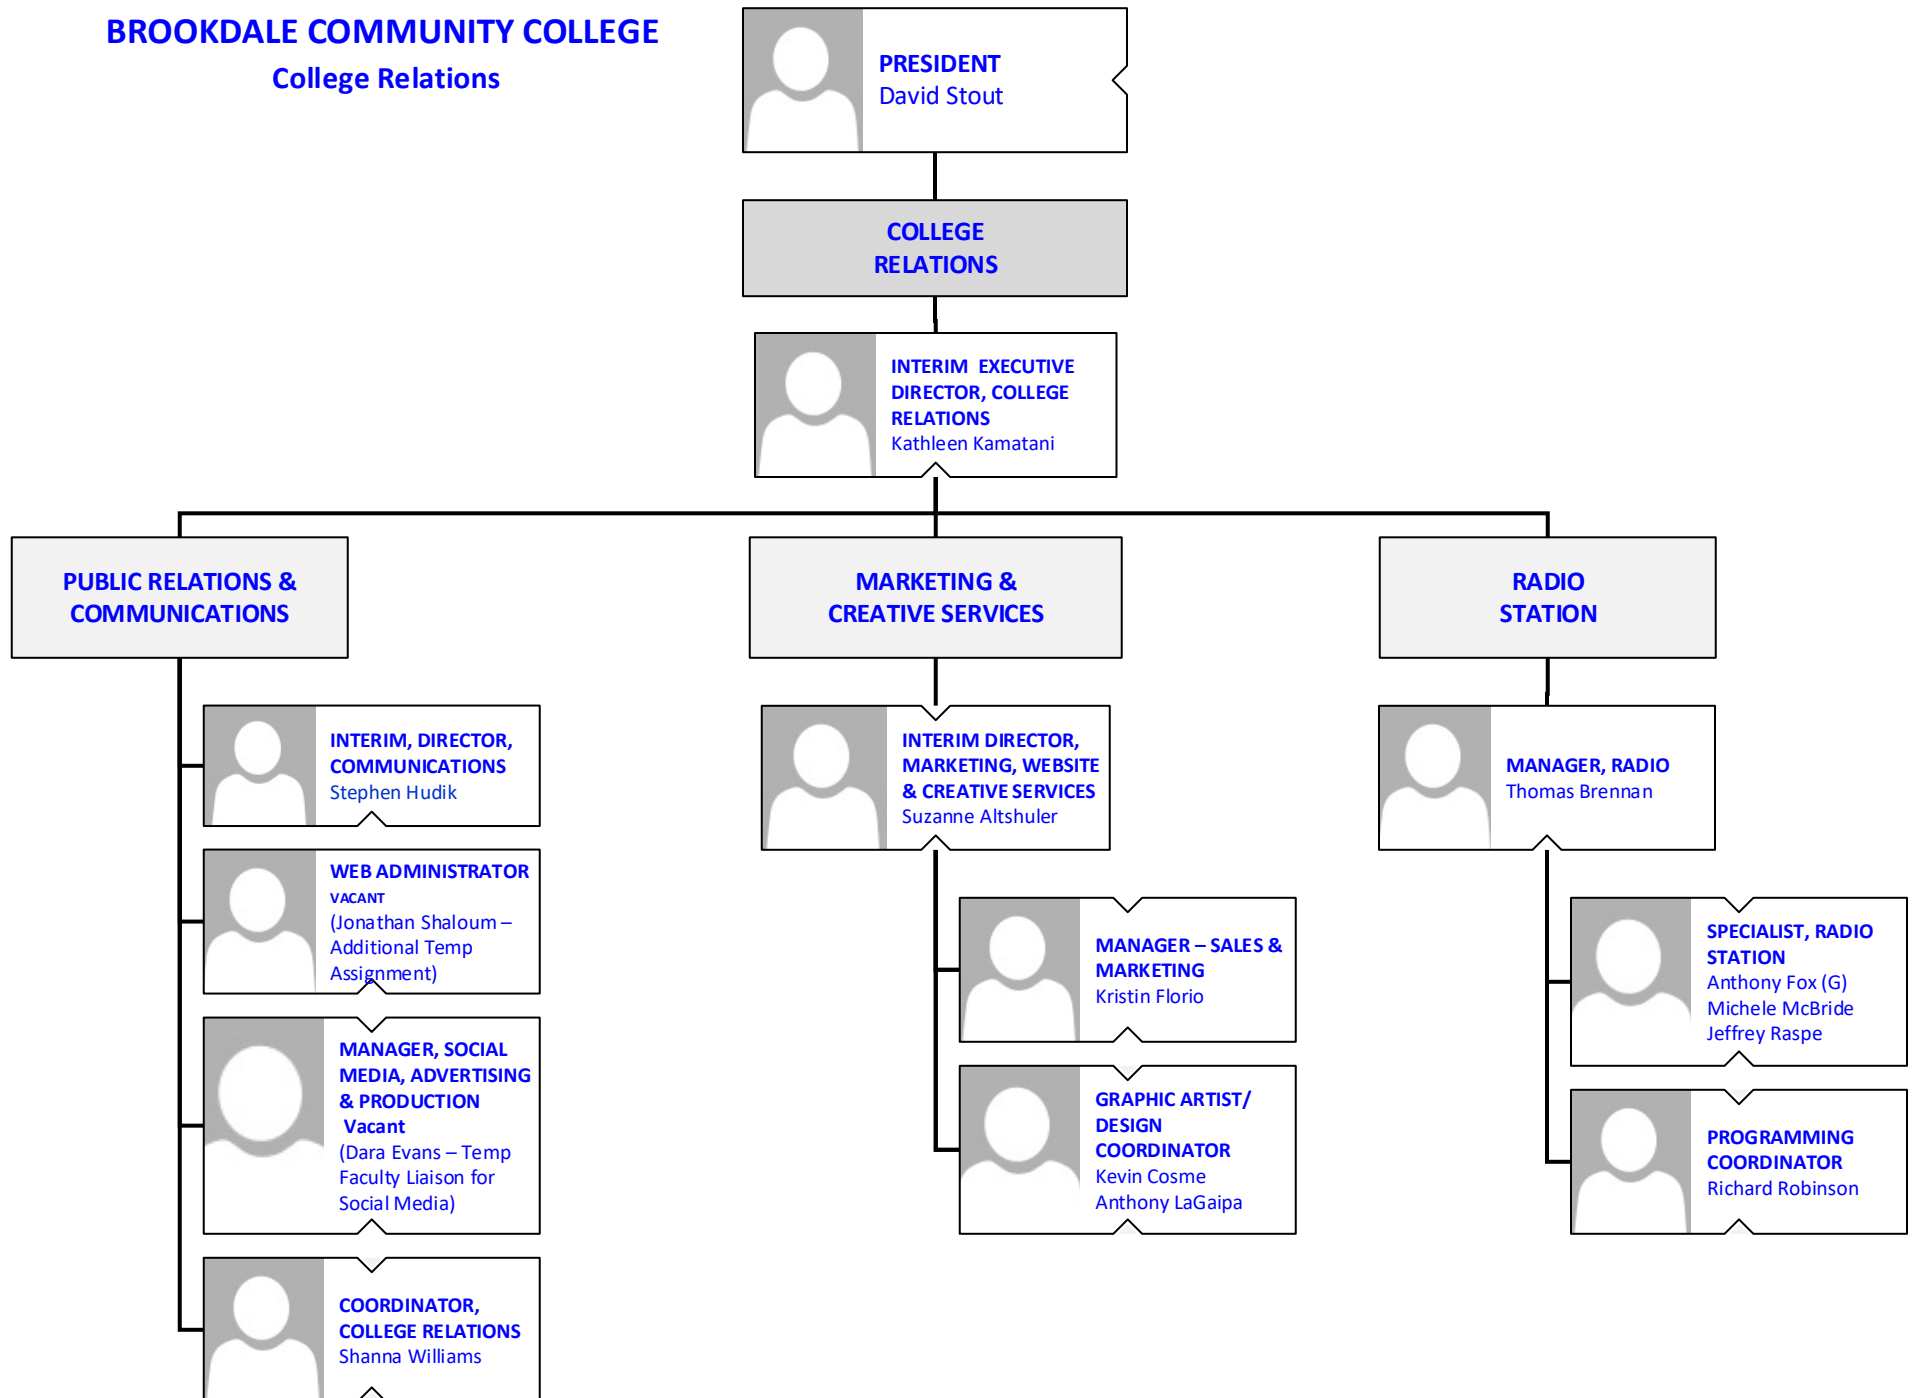 BROOKDALE COMMUNITY COLLEGE
College Relations
PRESIDENT
David Stout
COLLEGE
RELATIONS
INTERIM EXECUTIVE
DIRECTOR, COLLEGE
RELATIONS
Kathleen Kamatani
PUBLIC RELATIONS &
COMMUNICATIONS
INTERIM, DIRECTOR,
COMMUNICATIONS
Stephen Hudik
WEB ADMINISTRATOR
VACANT
(Jonathan Shaloum –
Additional Temp
Assignment)
MANAGER, SOCIAL
MEDIA, ADVERTISING
& PRODUCTION
Vacant
(Dara Evans – Temp
Faculty Liaison for
Social Media)
COORDINATOR,
COLLEGE RELATIONS
Shanna Williams
MARKETING &
CREATIVE SERVICES
INTERIM DIRECTOR,
MARKETING, WEBSITE
& CREATIVE SERVICES
Suzanne Altshuler
MANAGER – SALES &
MARKETING
Kristin Florio
GRAPHIC ARTIST/
DESIGN
COORDINATOR
Kevin Cosme
Anthony LaGaipa
RADIO
STATION
MANAGER, RADIO
Thomas Brennan
SPECIALIST, RADIO
STATION
Anthony Fox (G)
Michele McBride
Jeffrey Raspe
PROGRAMMING
COORDINATOR
Richard Robinson